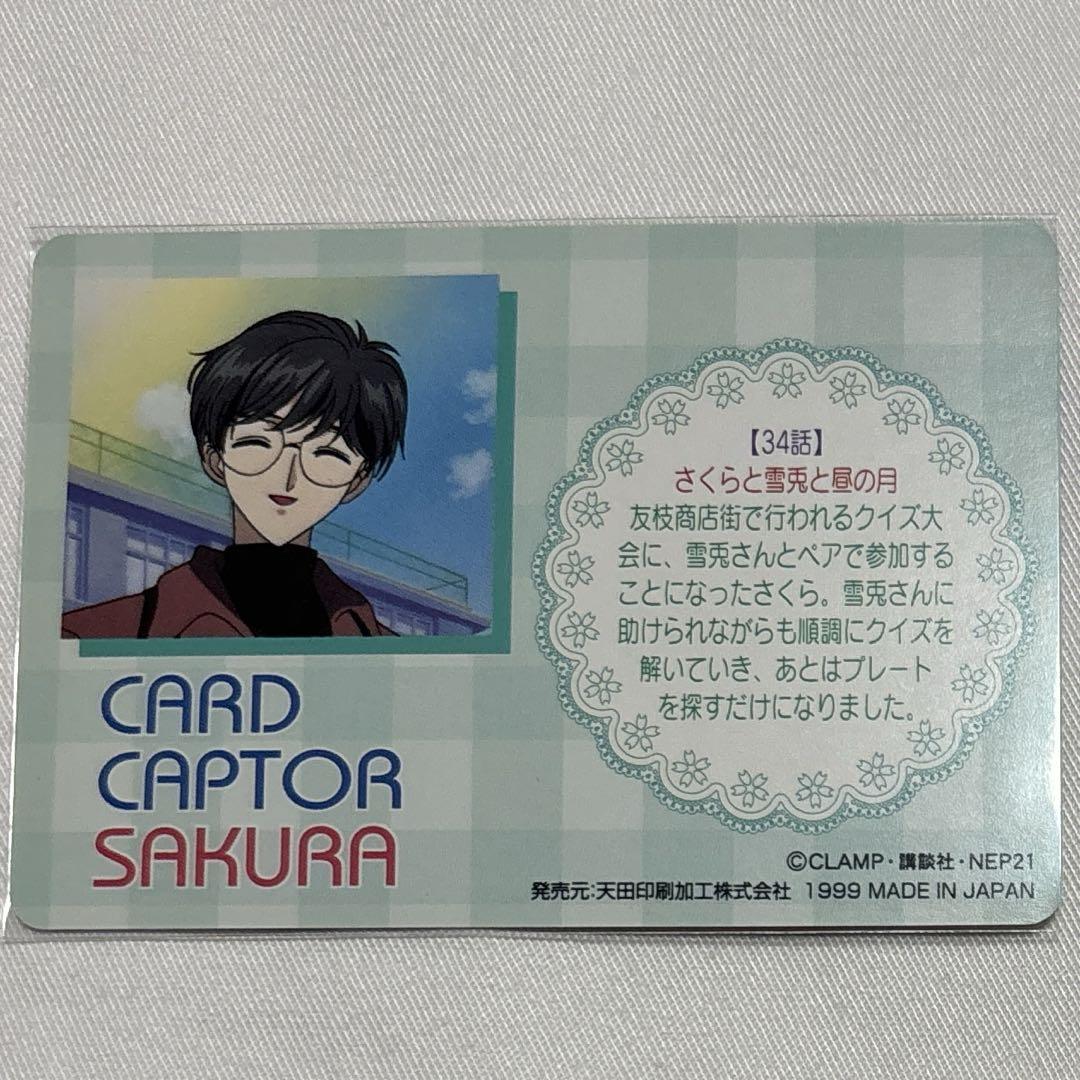 【34話】
さくらと雪兎と昼の月
友枝商店街で行われるクイズ大
会に、雪兎さんとペアで参加する
ことになったさくら。雪兎さんに
助けられながらも順調にクイズを
解いていき、あとはプレート
を探すだけになりました。
CARD
CAPTOR
SAKURA
©CLAMP・講談社・NEP21
発売元:天田印刷加工株式会社 1999 MADE IN JAPAN